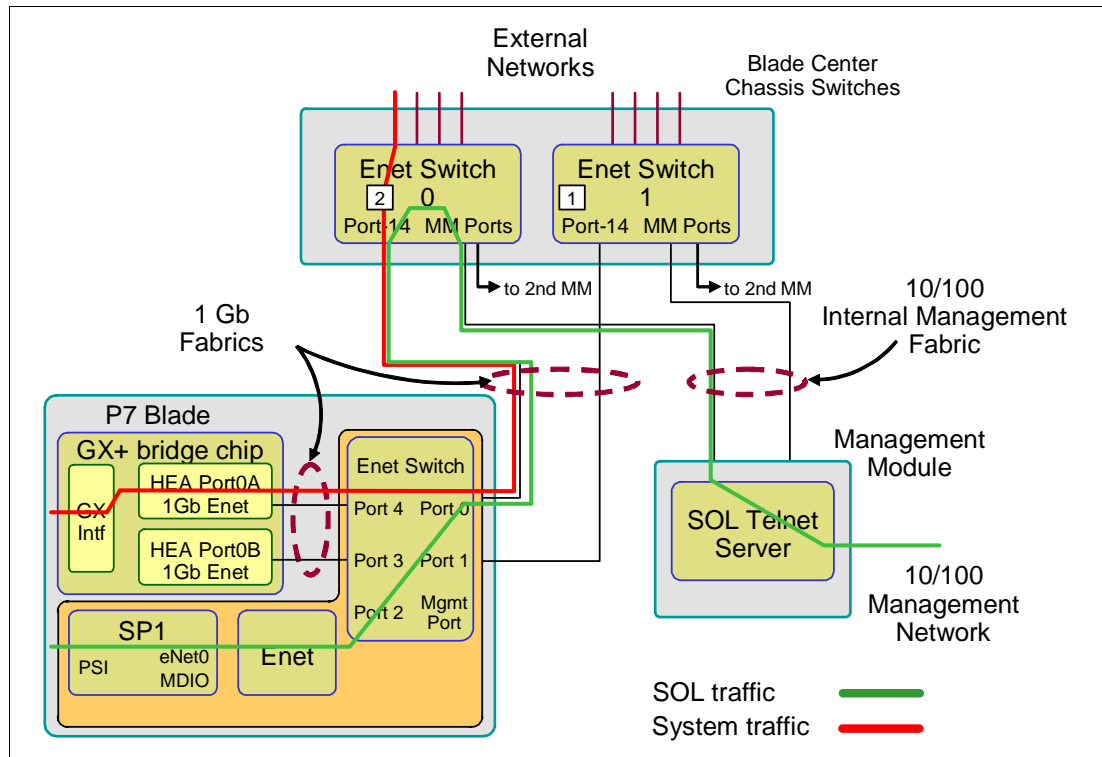 External
Networks
Blade Center
Chassis Switches
Enet Switch
0
2
Port-14 MM Ports
Enet Switch
1
1
Port-14 MM Ports
to 2nd MM
to 2nd MM
1 Gb
Fabrics
10/100
Internal Management
Fabric
P7 Blade
GX+ bridge chip
GX
Intf
HEA Port0A
1Gb Enet
HEA Port0B
1Gb Enet
Enet Switch
Port 4 Port 0
Port 3 Port 1
Port 2 Mgmt
Port
SP1
PSI
eNet0
MDIO
Enet
Management
Module
SOL Telnet
Server
10/100
Management
Network
SOL traffic
System traffic